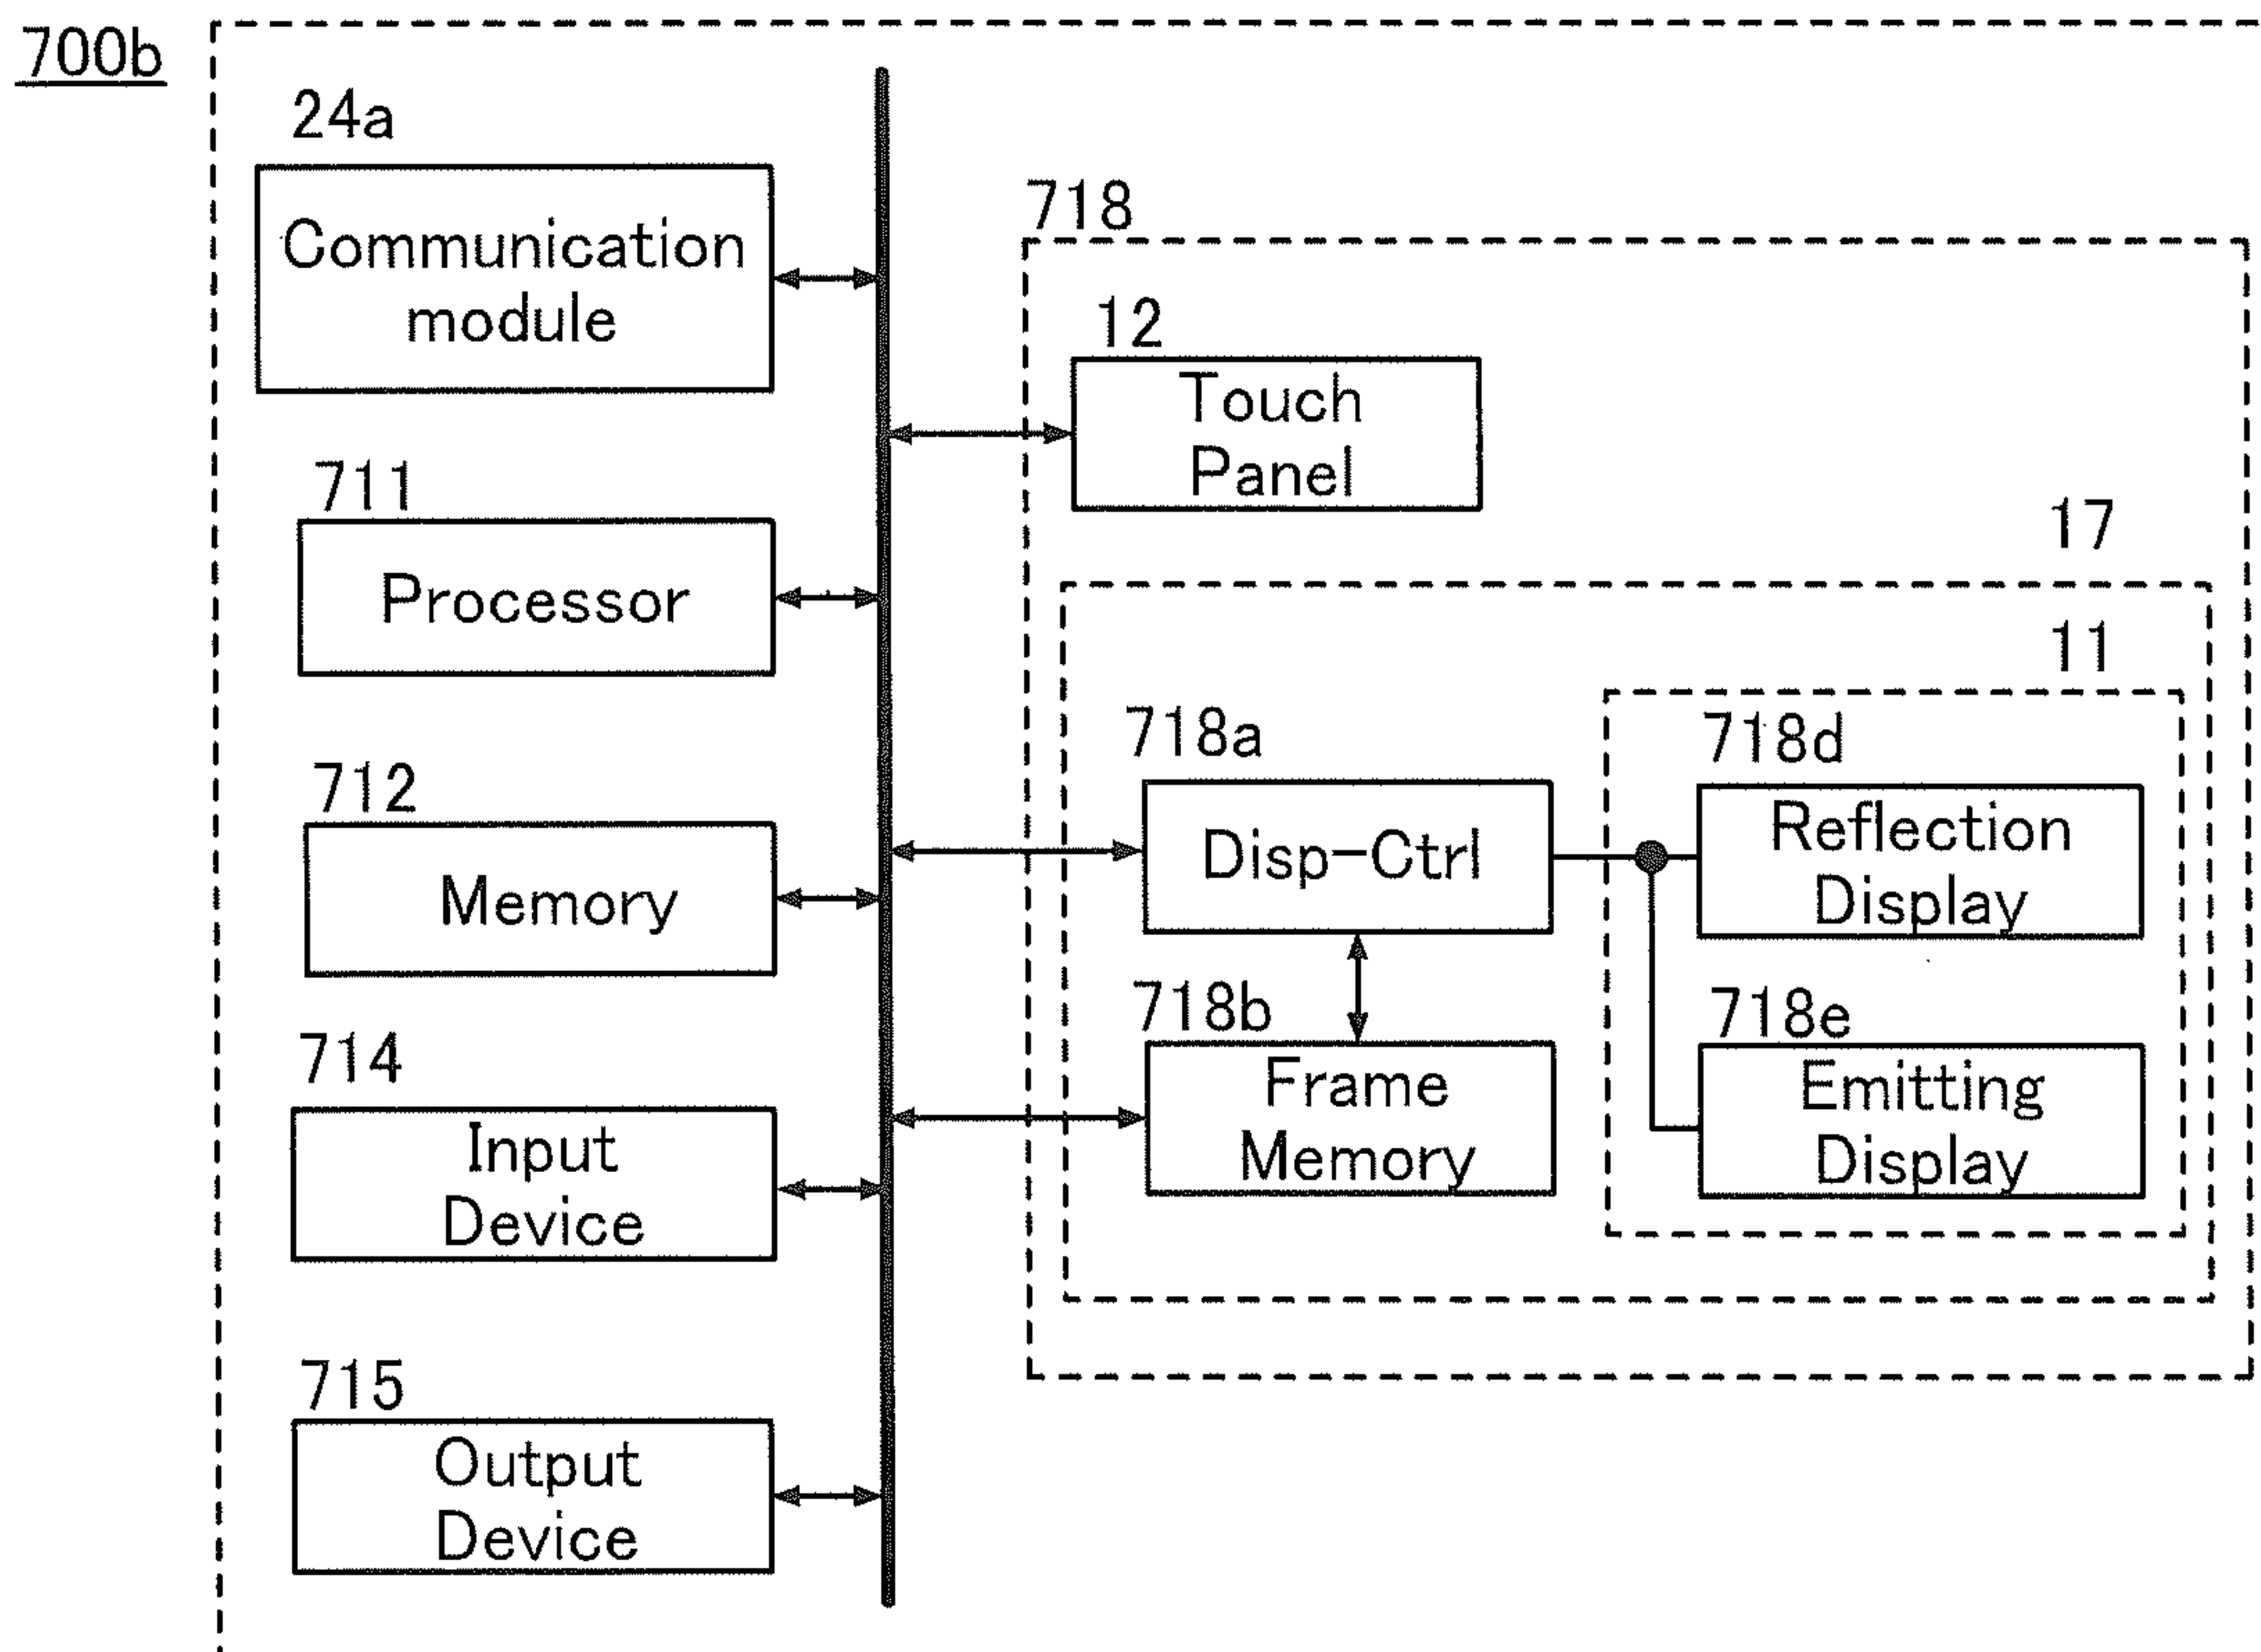 700b
24a
Communication
module
711
Processor
712
Memory
714
Input
Device
715
Output
Device
718
12
Touch
Panel
17
11
718a
Disp-Ctrl
718b
Frame
Memory
718d
Reflection
Display
718e
Emitting
Display